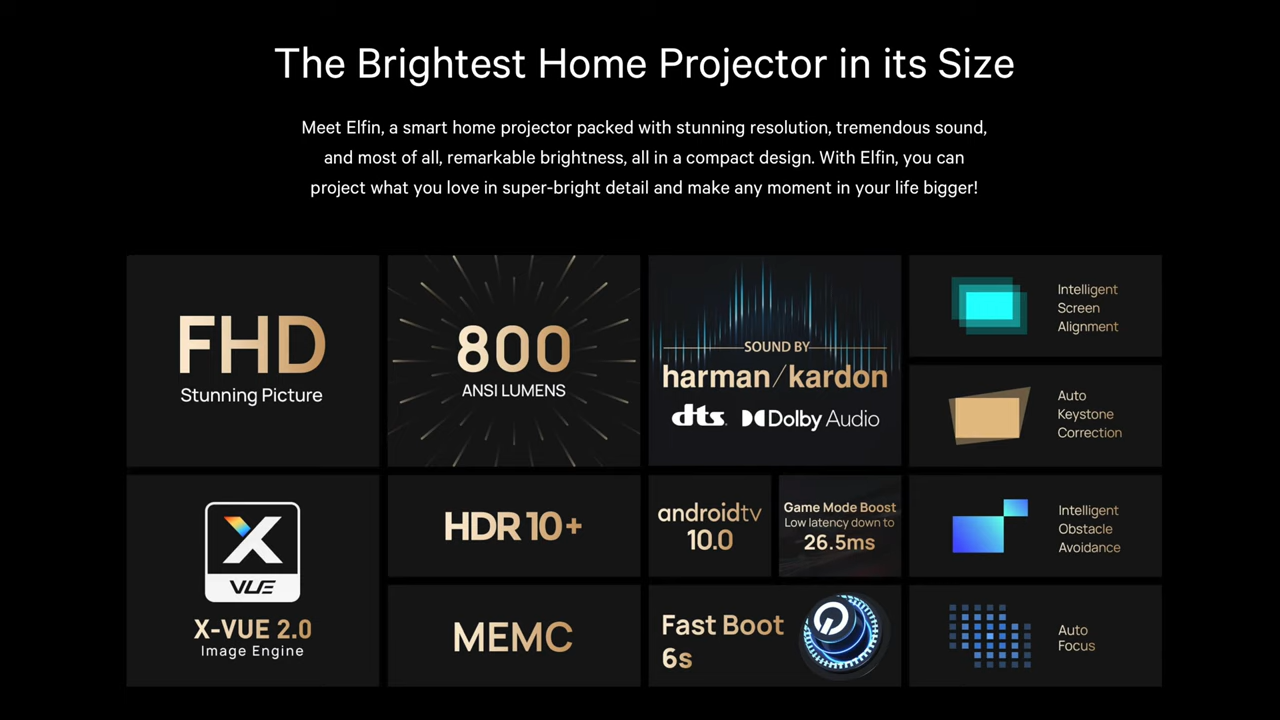 The Brightest Home Projector in its Size
Meet Elfin, a smart home projector packed with stunning resolution, tremendous sound,
and most of all, remarkable brightness, all in a compact design. With Elfin, you can
project what you love in super-bright detail and make any moment in your life bigger!
FHD
Stunning Picture
800
ANSI LUMENS
SOUND BY
harman/kardon
dts Dolby Audio
Intelligent
Screen
Alignment
Auto
Keystone
Correction
X
VUE
X-VUE 2.0
Image Engine
HDR 10+
MEMC
androidtv
10.0
Game Mode Boost
Low latency down to
26.5ms
Fast Boot
6s
Intelligent
Obstacle
Avoidance
Auto
Focus